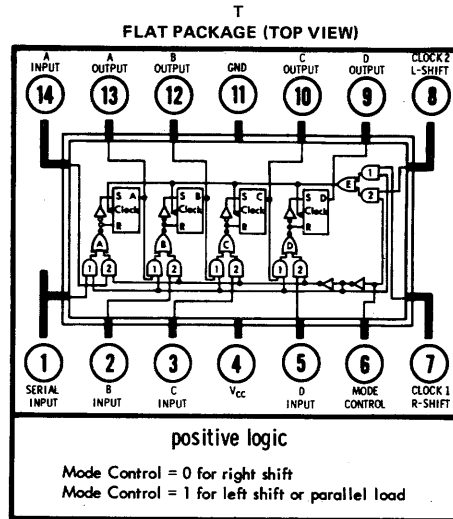 T
FLAT PACKAGE (TOP VIEW)
A INPUT
A OUTPUT
B OUTPUT
GND
C OUTPUT
D OUTPUT
CLOCK 2 L-SHIFT
14 13 12 11 10 9 8
S A Clock R
S B Clock R
S C Clock R
S D Clock R
E 1 2
A B C D
1 2 1 2 1 2 1 2
1 2 3 4 5 6 7
SERIAL INPUT
B INPUT
C INPUT
VCC
D INPUT
MODE CONTROL
CLOCK 1 R-SHIFT
positive logic
Mode Control = 0 for right shift
Mode Control = 1 for left shift or parallel load